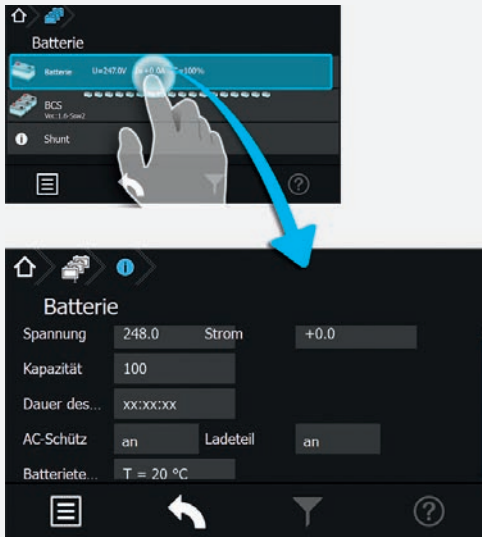 Batterie
Batterie U=247.0V +0.0A =100%
BCS
Ver.:1.6-Sow2
Shunt
Batterie
Spannung 248.0 Strom +0.0
Kapazität 100
Dauer des... xx:xx:xx
AC-Schütz an Ladeteil an
Batteriete... T = 20 °C